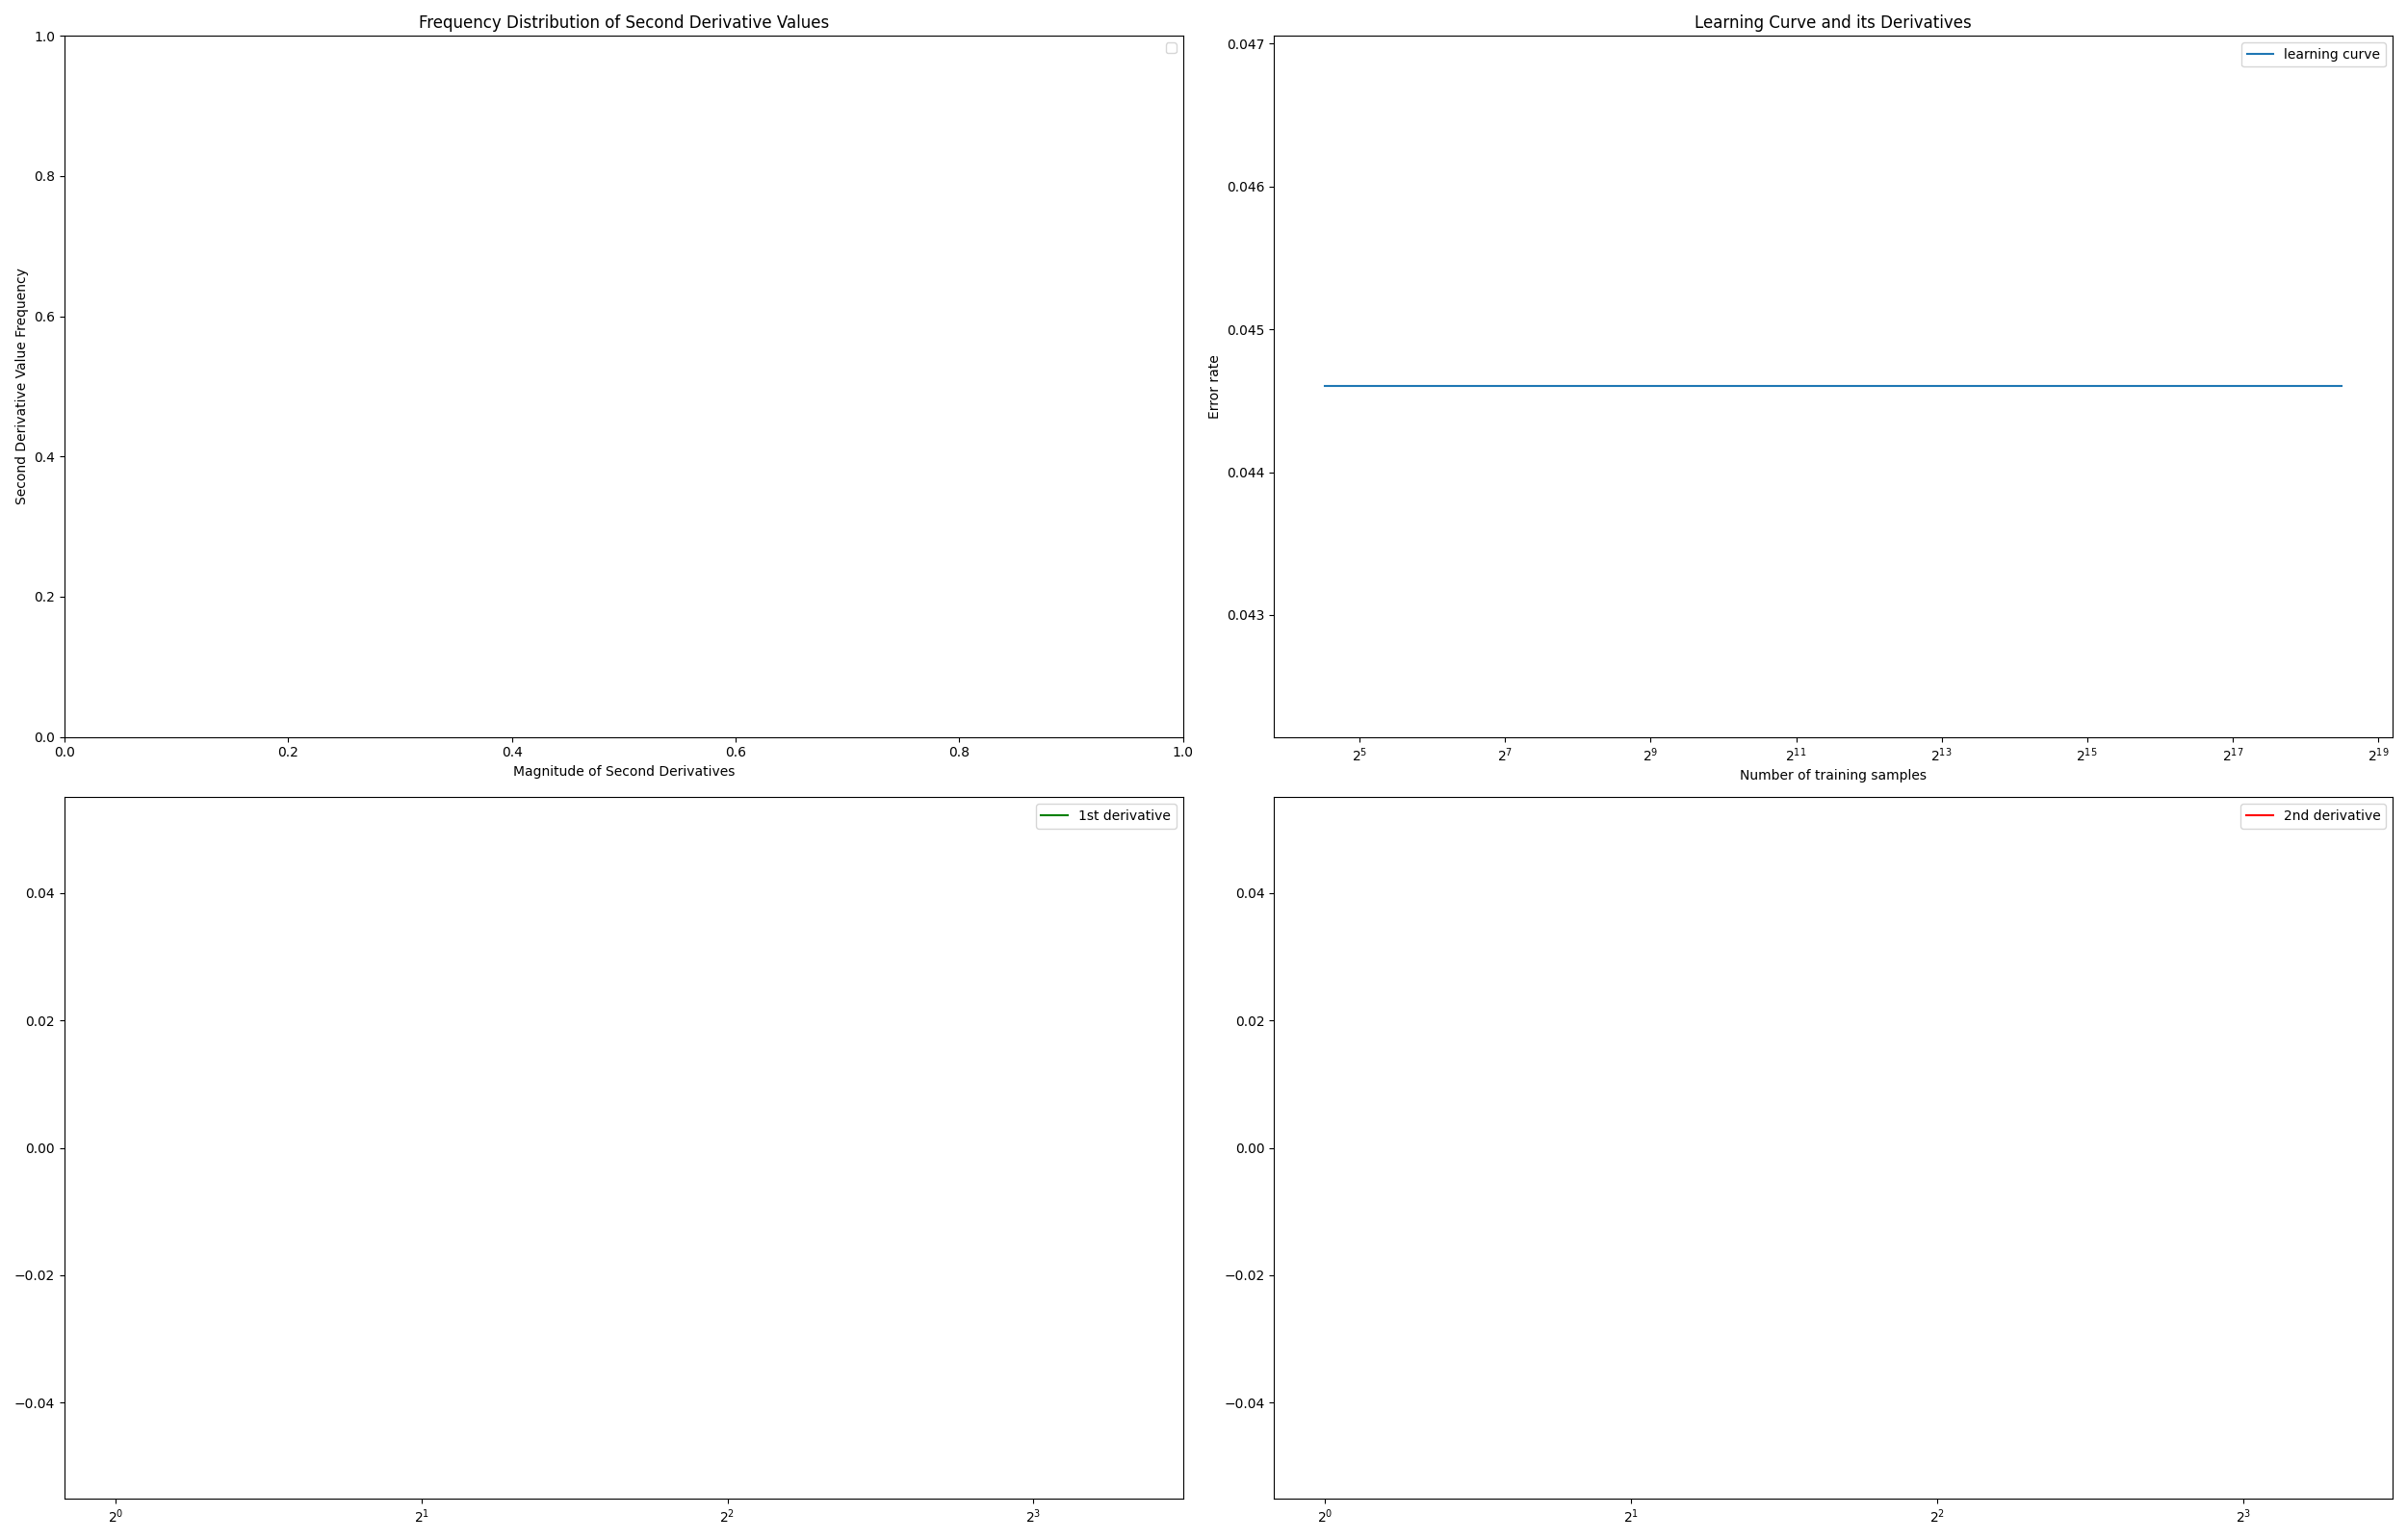 Frequency Distribution of Second Derivative Values
1.0
0.8
0.6
0.4
0.2
0.0
Second Derivative Value Frequency
0.0 0.2 0.4 0.6 0.8 1.0
Magnitude of Second Derivatives
Learning Curve and its Derivatives
learning curve
0.047
0.046
0.045
0.044
0.043
Error rate
2^5 2^7 2^9 2^11 2^13 2^15 2^17 2^19
Number of training samples
1st derivative
0.04
0.02
0.00
−0.02
−0.04
2^0 2^1 2^2 2^3
2nd derivative
0.04
0.02
0.00
−0.02
−0.04
2^0 2^1 2^2 2^3